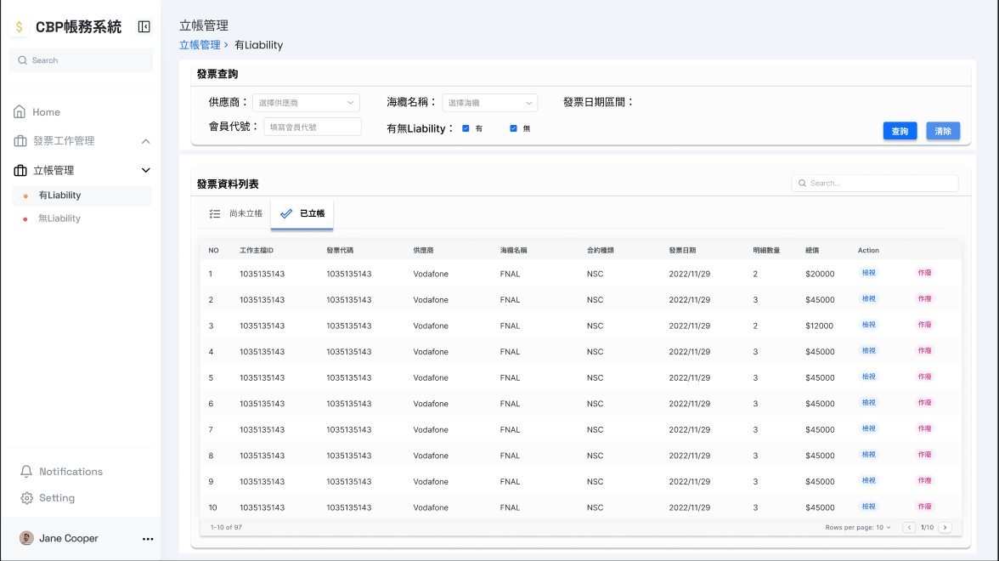 CBP帳務系統
Search
Home
發票工作管理
立帳管理
有Liability
無Liability
Notifications
Setting
Jane Cooper
立帳管理
立帳管理 > 有Liability
發票查詢
供應商： 選擇供應商 海纜名稱： 選擇海纜 發票日期區間：
會員代號： 填寫會員代號 有無Liability： 有 無
查詢 清除
發票資料列表
Search...
尚未立帳 已立帳
NO 工作主檔ID 發票代碼 供應商 海纜名稱 合約種類 發票日期 明細數量 總價 Action
1 1035135143 1035135143 Vodafone FNAL NSC 2022/11/29 2 $20000 檢視 作廢
2 1035135143 1035135143 Vodafone FNAL NSC 2022/11/29 3 $45000 檢視 作廢
3 1035135143 1035135143 Vodafone FNAL NSC 2022/11/29 2 $12000 檢視 作廢
4 1035135143 1035135143 Vodafone FNAL NSC 2022/11/29 3 $45000 檢視 作廢
5 1035135143 1035135143 Vodafone FNAL NSC 2022/11/29 3 $45000 檢視 作廢
6 1035135143 1035135143 Vodafone FNAL NSC 2022/11/29 3 $45000 檢視 作廢
7 1035135143 1035135143 Vodafone FNAL NSC 2022/11/29 3 $45000 檢視 作廢
8 1035135143 1035135143 Vodafone FNAL NSC 2022/11/29 3 $45000 檢視 作廢
9 1035135143 1035135143 Vodafone FNAL NSC 2022/11/29 3 $45000 檢視 作廢
10 1035135143 1035135143 Vodafone FNAL NSC 2022/11/29 3 $45000 檢視 作廢
1-10 of 97 Rows per page: 10 1/10